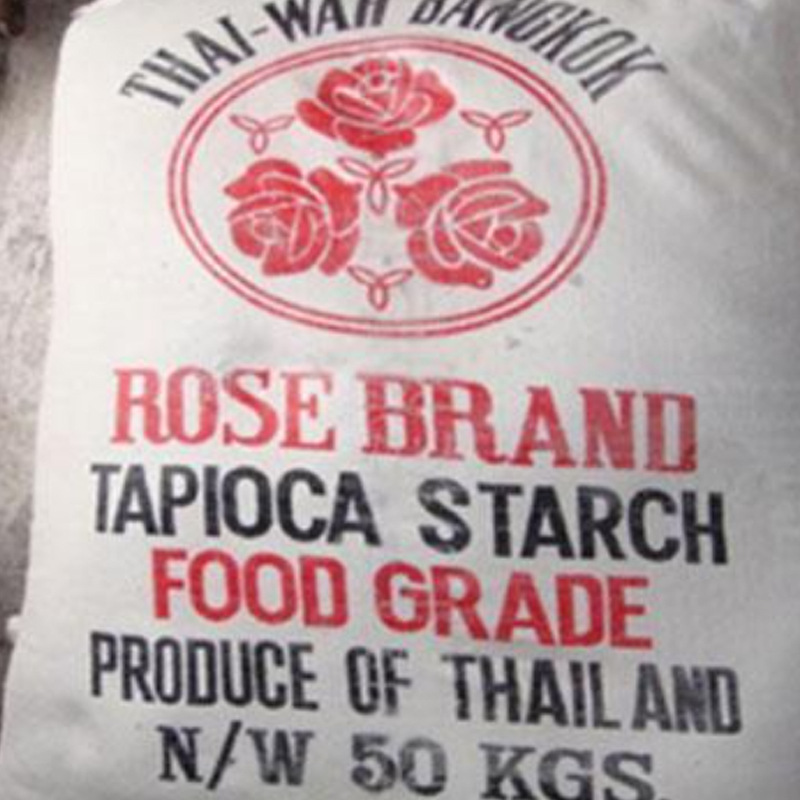 THAI-WAH BANGKOK
ROSE BRAND
TAPIOCA STARCH
FOOD GRADE
PRODUCE OF THAILAND
N/W 50 KGS.